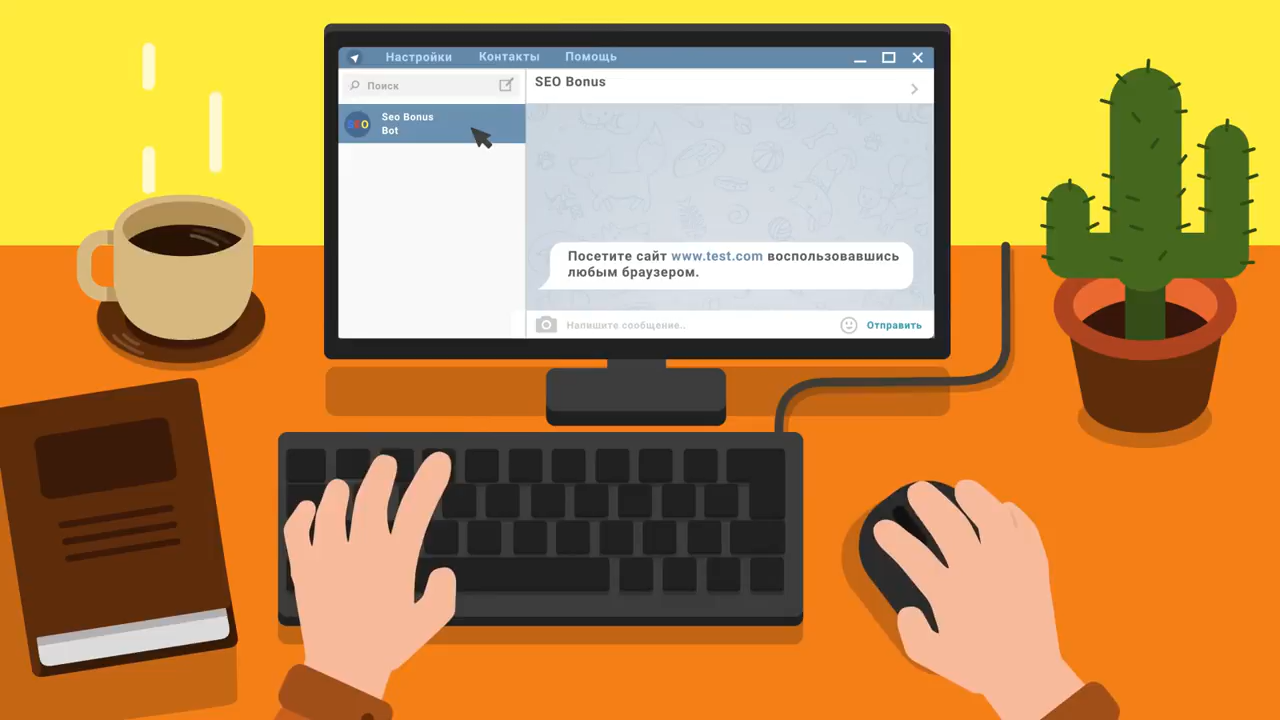 Настройки Контакты Помощь
Поиск
SEO Bonus
SEO
Seo Bonus
Bot
Посетите сайт www.test.com воспользовавшись
любым браузером.
Напишите сообщение...
Отправить